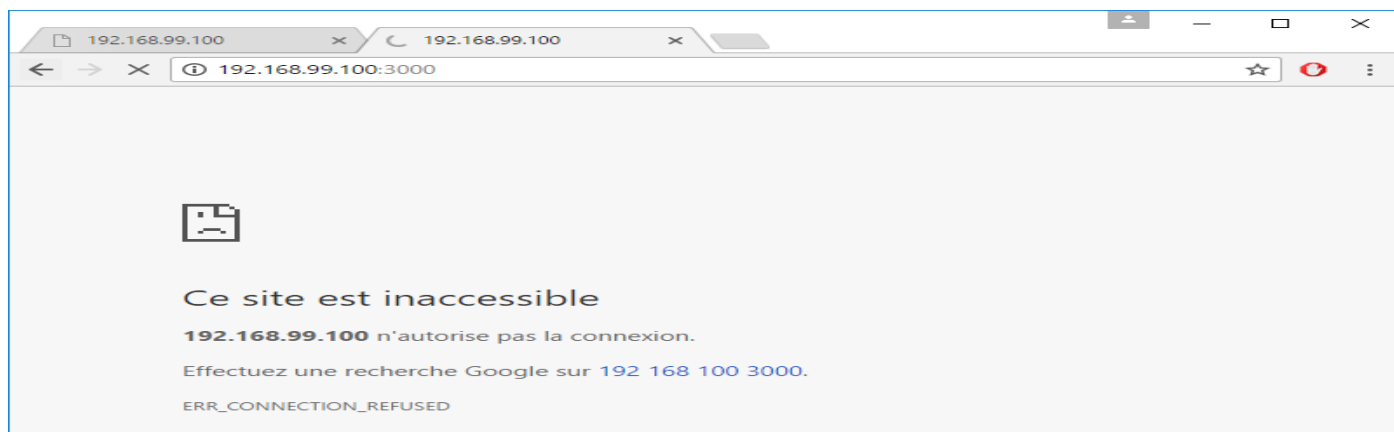 192.168.99.100 192.168.99.100
192.168.99.100:3000
Ce site est inaccessible
192.168.99.100 n'autorise pas la connexion.
Effectuez une recherche Google sur 192 168 100 3000.
ERR_CONNECTION_REFUSED